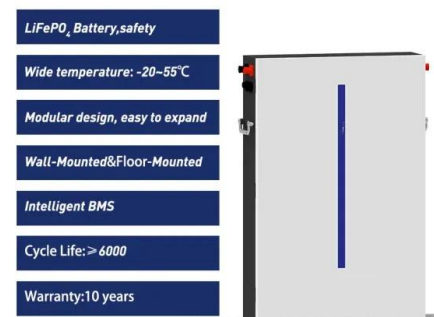 LiFePO₄ Battery,safety
Wide temperature: -20~55℃
Modular design, easy to expand
Wall-Mounted&Floor-Mounted
Intelligent BMS
Cycle Life:≥6000
Warranty:10 years